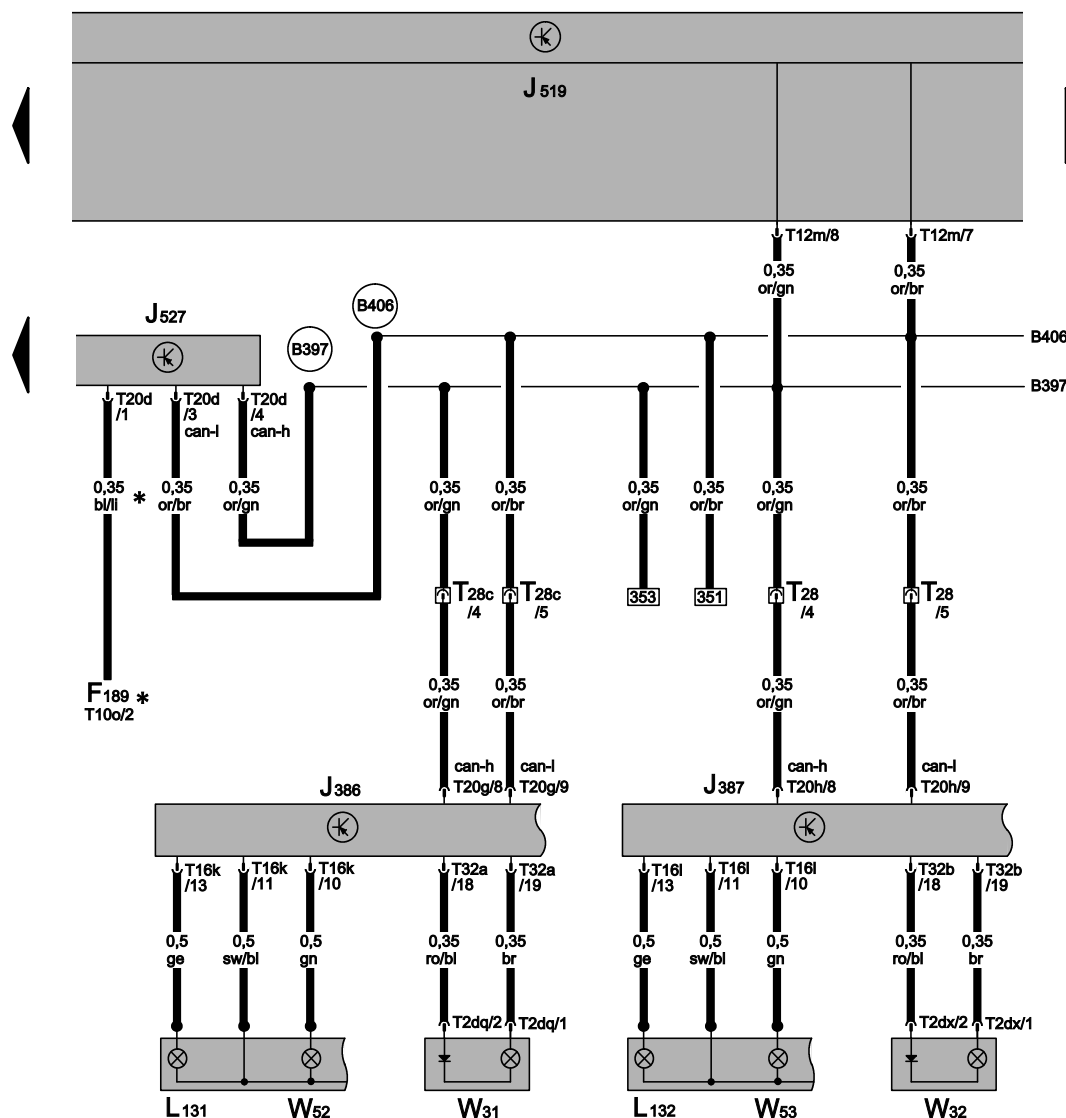 J519
T12m/8
T12m/7
0,35
or/gn
0,35
or/br
B406
J527
B397
B406
B397
T20d
/1
T20d
/3
can-l
T20d
/4
can-h
0,35
bl/li
*
0,35
or/br
0,35
or/gn
0,35
or/gn
0,35
or/br
0,35
or/gn
0,35
or/br
0,35
or/gn
0,35
or/br
T28c
/4
T28c
/5
353
351
T28
/4
T28
/5
F189 *
T10o/2
0,35
or/gn
0,35
or/br
0,35
or/gn
0,35
or/br
can-h
T20g/8
can-l
T20g/9
can-h
T20h/8
can-l
T20h/9
J386
J387
T16k
/13
T16k
/11
T16k
/10
T32a
/18
T32a
/19
T16l
/13
T16l
/11
T16l
/10
T32b
/18
T32b
/19
0,5
ge
0,5
sw/bl
0,5
gn
0,35
ro/bl
0,35
br
0,5
ge
0,5
sw/bl
0,5
gn
0,35
ro/bl
0,35
br
T2dq/2
T2dq/1
T2dx/2
T2dx/1
L131
W52
W31
L132
W53
W32